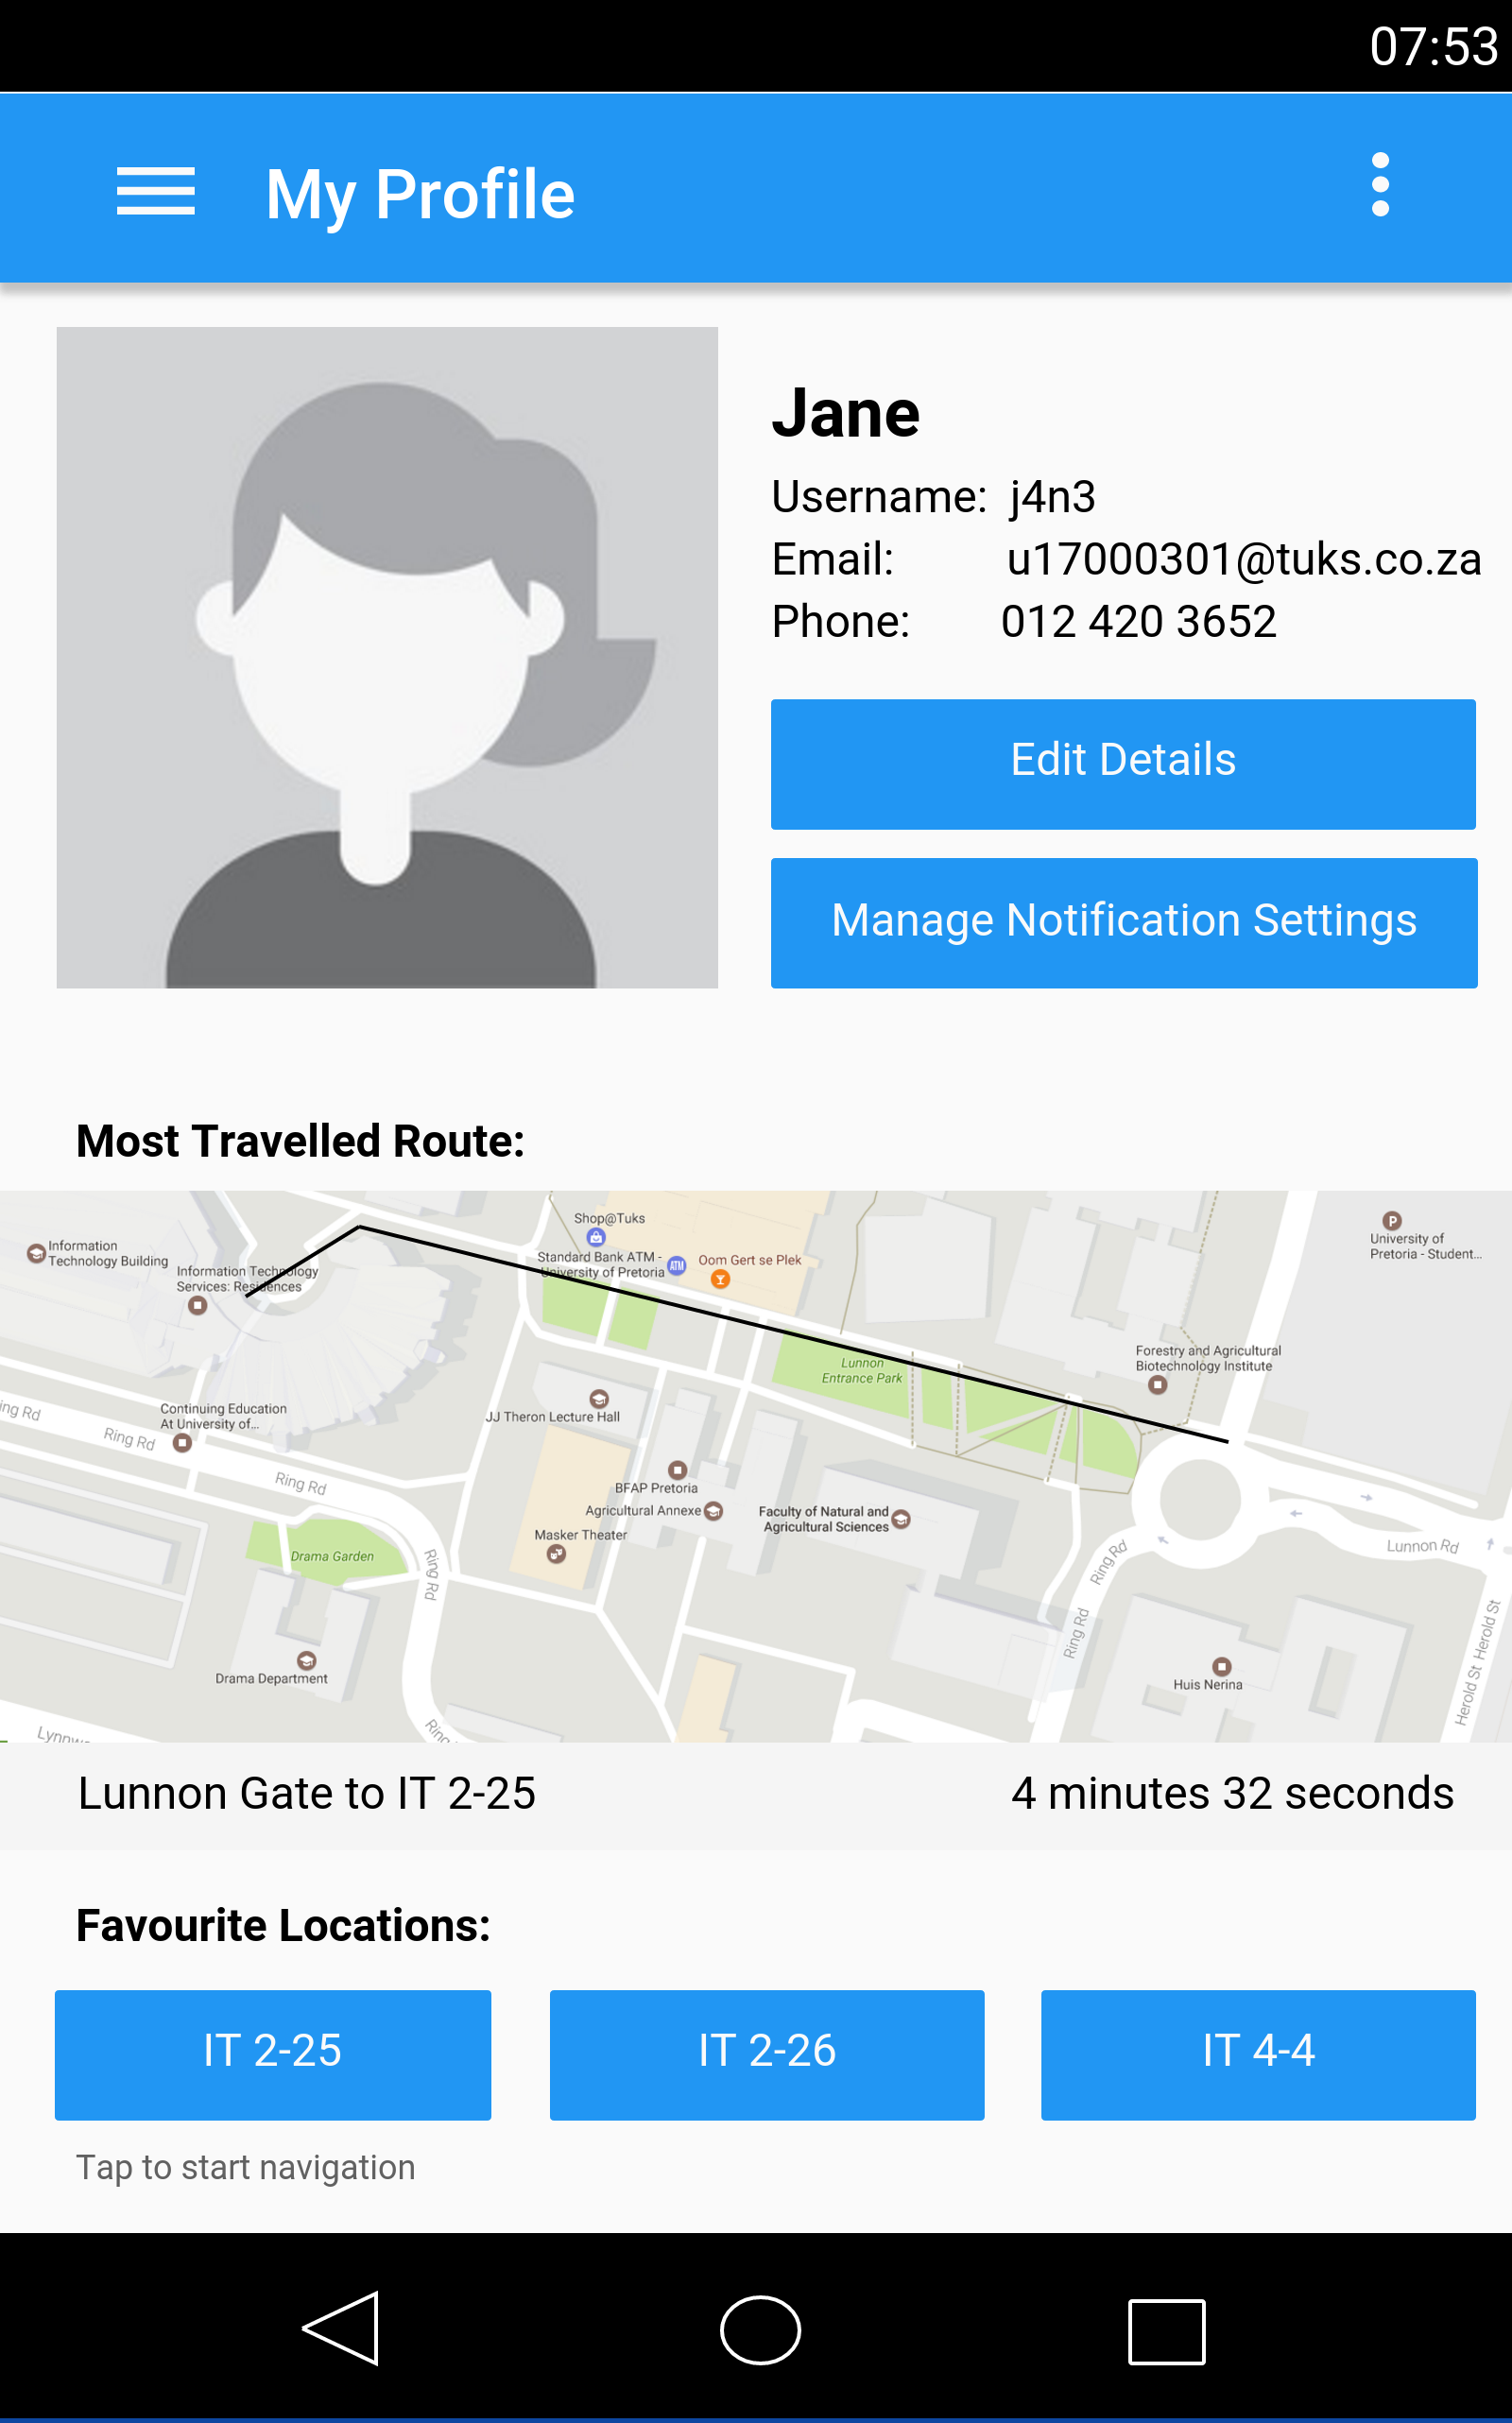 07:53
My Profile
Jane
Username: j4n3
Email: u17000301@tuks.co.za
Phone: 012 420 3652
Edit Details
Manage Notification Settings
Most Travelled Route:
Shop@Tuks
P
University of
Pretoria - Student...
Information
Technology Building
Standard Bank ATM -
University of Pretoria
ATM
Oom Gert se Plek
Information Technology
Services: Residences
Forestry and Agricultural
Biotechnology Institute
Lunnon
Entrance Park
Continuing Education
At University of...
JJ Theron Lecture Hall
ing Rd
Ring Rd
Ring Rd
BFAP Pretoria
Agricultural Annexe
Faculty of Natural and
Agricultural Sciences
Masker Theater
Drama Garden
Ring Rd
Ring Rd
Lunnon Rd
Ring Rd
Herold St
Herold St
Drama Department
Huis Nerina
Ring
Lynnw
Lunnon Gate to IT 2-25
4 minutes 32 seconds
Favourite Locations:
IT 2-25
IT 2-26
IT 4-4
Tap to start navigation